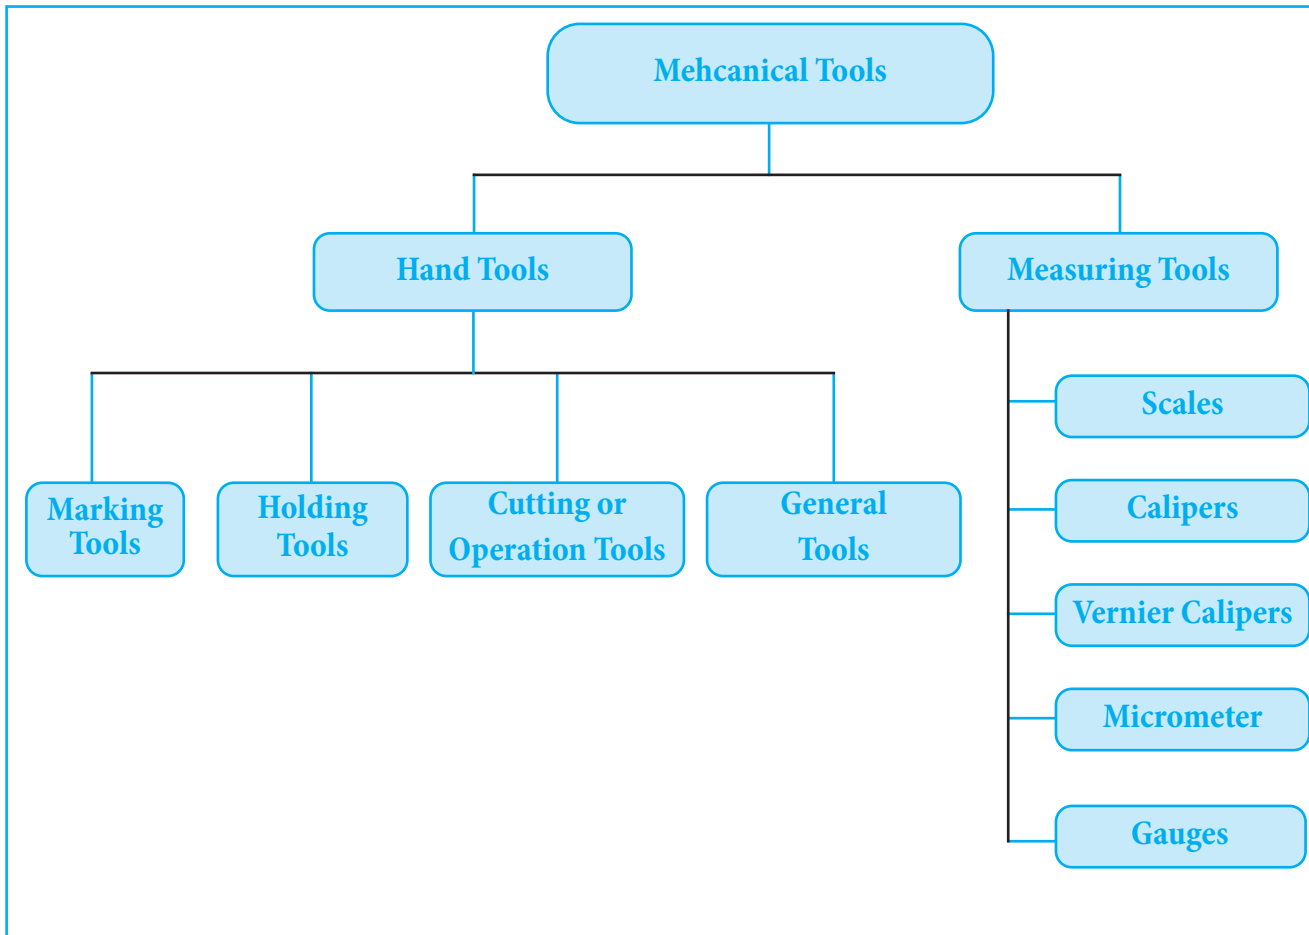 Mehcanical Tools
Hand Tools
Measuring Tools
Marking
Tools
Holding
Tools
Cutting or
Operation Tools
General
Tools
Scales
Calipers
Vernier Calipers
Micrometer
Gauges